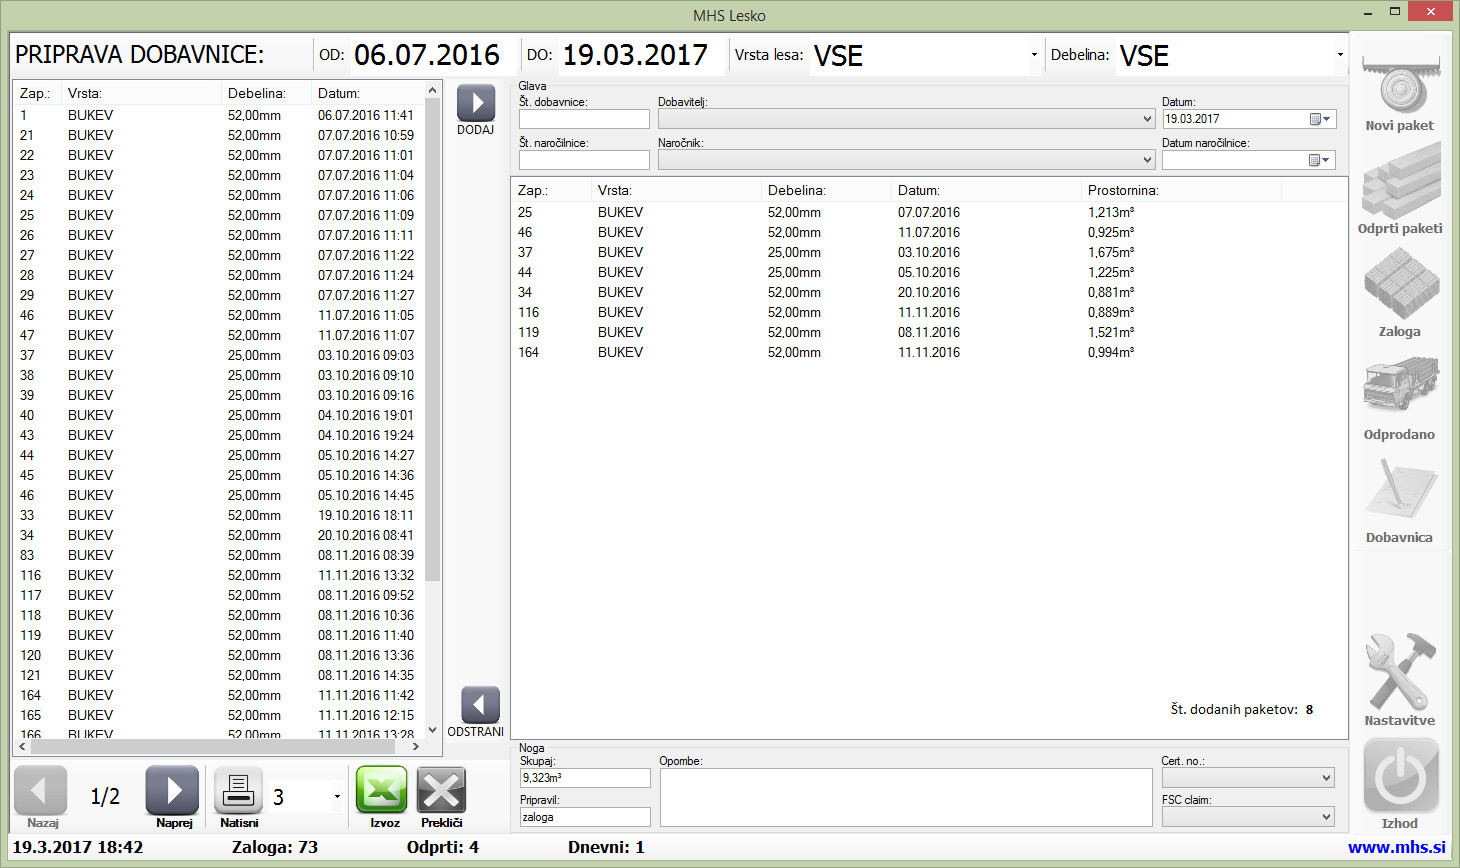 MHS Lesko
PRIPRAVA DOBAVNICE: OD: 06.07.2016 DO: 19.03.2017 Vrsta lesa: VSE Debelina: VSE
Zap.: Vrsta: Debelina: Datum:
1 BUKEV 52,00mm 06.07.2016 11:41
21 BUKEV 52,00mm 07.07.2016 10:59
22 BUKEV 52,00mm 07.07.2016 11:01
23 BUKEV 52,00mm 07.07.2016 11:04
24 BUKEV 52,00mm 07.07.2016 11:06
25 BUKEV 52,00mm 07.07.2016 11:09
26 BUKEV 52,00mm 07.07.2016 11:11
27 BUKEV 52,00mm 07.07.2016 11:22
28 BUKEV 52,00mm 07.07.2016 11:24
29 BUKEV 52,00mm 07.07.2016 11:27
46 BUKEV 52,00mm 11.07.2016 11:05
47 BUKEV 52,00mm 11.07.2016 11:07
37 BUKEV 25,00mm 03.10.2016 09:03
38 BUKEV 25,00mm 03.10.2016 09:10
39 BUKEV 25,00mm 03.10.2016 09:16
40 BUKEV 25,00mm 04.10.2016 19:01
43 BUKEV 25,00mm 04.10.2016 19:24
44 BUKEV 25,00mm 05.10.2016 14:27
45 BUKEV 25,00mm 05.10.2016 14:36
46 BUKEV 25,00mm 05.10.2016 14:45
33 BUKEV 52,00mm 19.10.2016 18:11
34 BUKEV 52,00mm 20.10.2016 08:41
83 BUKEV 52,00mm 08.11.2016 08:39
116 BUKEV 52,00mm 11.11.2016 13:32
117 BUKEV 52,00mm 08.11.2016 09:52
118 BUKEV 52,00mm 08.11.2016 10:36
119 BUKEV 52,00mm 08.11.2016 11:40
120 BUKEV 52,00mm 08.11.2016 13:36
121 BUKEV 52,00mm 08.11.2016 14:35
164 BUKEV 52,00mm 11.11.2016 11:42
165 BUKEV 52,00mm 11.11.2016 12:15
166 BUKEV 52,00mm 11.11.2016 13:28
DODAJ
ODSTRANI
Glava
Št. dobavnice: Dobavitelj: Datum:
19.03.2017
Št. naročilnice: Naročnik: Datum naročilnice:
Zap.: Vrsta: Debelina: Datum: Prostornina:
25 BUKEV 52,00mm 07.07.2016 1,213m³
46 BUKEV 52,00mm 11.07.2016 0,925m³
37 BUKEV 25,00mm 03.10.2016 1,675m³
44 BUKEV 25,00mm 05.10.2016 1,225m³
34 BUKEV 52,00mm 20.10.2016 0,881m³
116 BUKEV 52,00mm 11.11.2016 0,889m³
119 BUKEV 52,00mm 08.11.2016 1,521m³
164 BUKEV 52,00mm 11.11.2016 0,994m³
Št. dodanih paketov: 8
Noga
Skupaj: Opombe: Cert. no.:
9,323m³
Pripravil: FSC claim:
zaloga
Novi paket
Odprti paketi
Zaloga
Odprodano
Dobavnica
Nastavitve
Izhod
1/2 3
Nazaj Naprej Natisni Izvoz Prekliči
19.3.2017 18:42 Zaloga: 73 Odprti: 4 Dnevni: 1 www.mhs.si